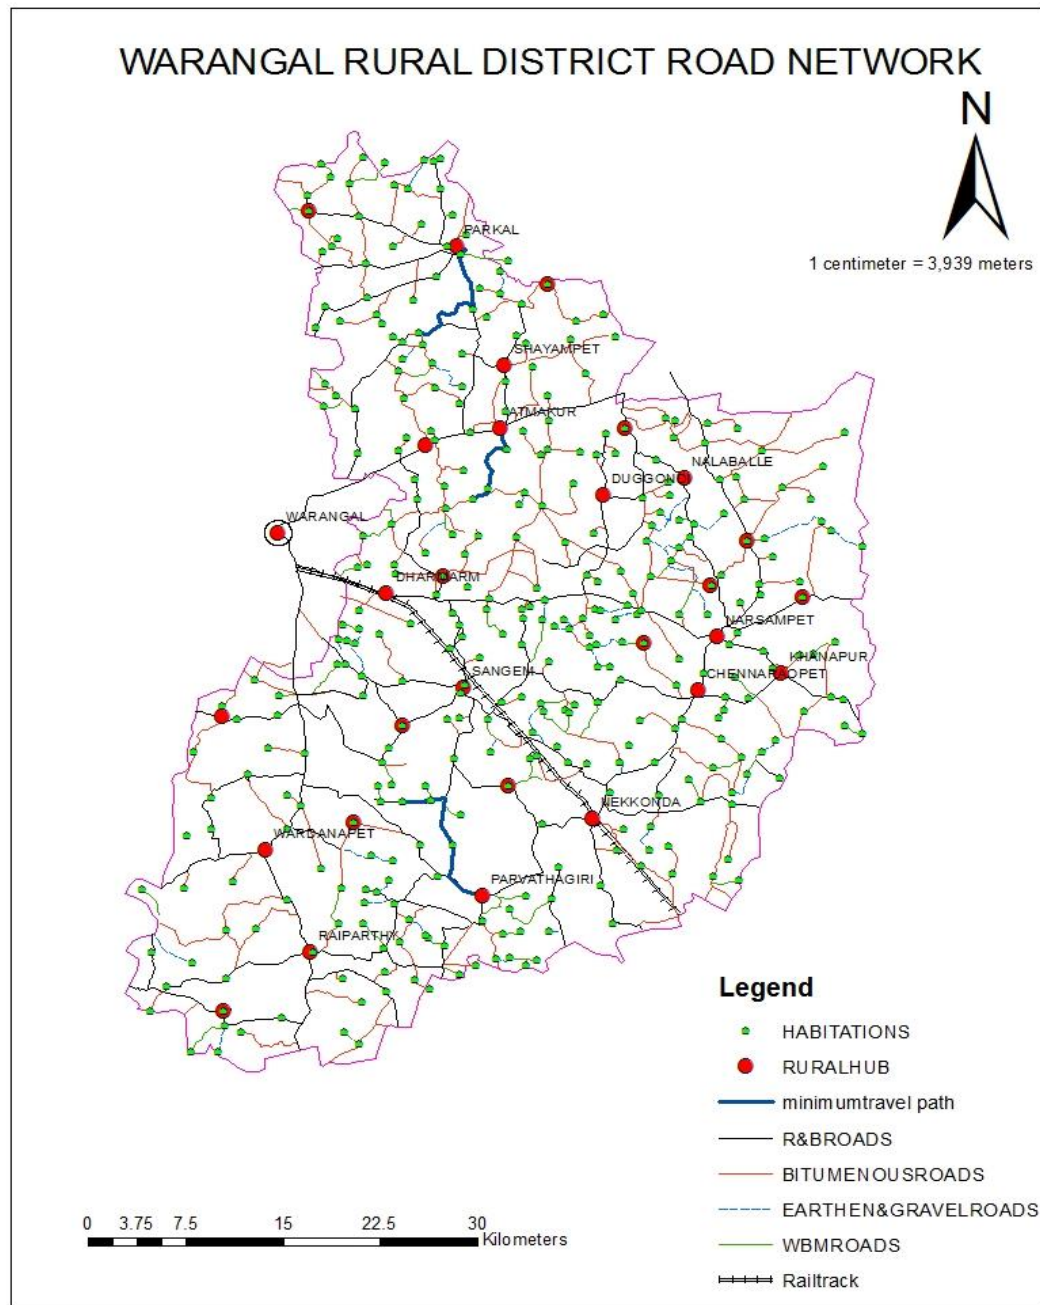 WARANGAL RURAL DISTRICT ROAD NETWORK
N
1 centimeter = 3,939 meters
PARKAL
SHAYAMPET
ATMAKUR
NALABALLE
DUGGONDI
WARANGAL
DHARMARM
NARSAMPET
KHANAPUR
SANGEM
CHENNARAOPET
NEKKONDA
WARDANAPET
PARVATHAGIRI
RAIPARTHY
Legend
HABITATIONS
RURALHUB
minimumtravel path
R&BROADS
BITUMENOUSROADS
EARTHEN&GRAVELROADS
WBMROADS
Railtrack
0 3.75 7.5 15 22.5 30
Kilometers